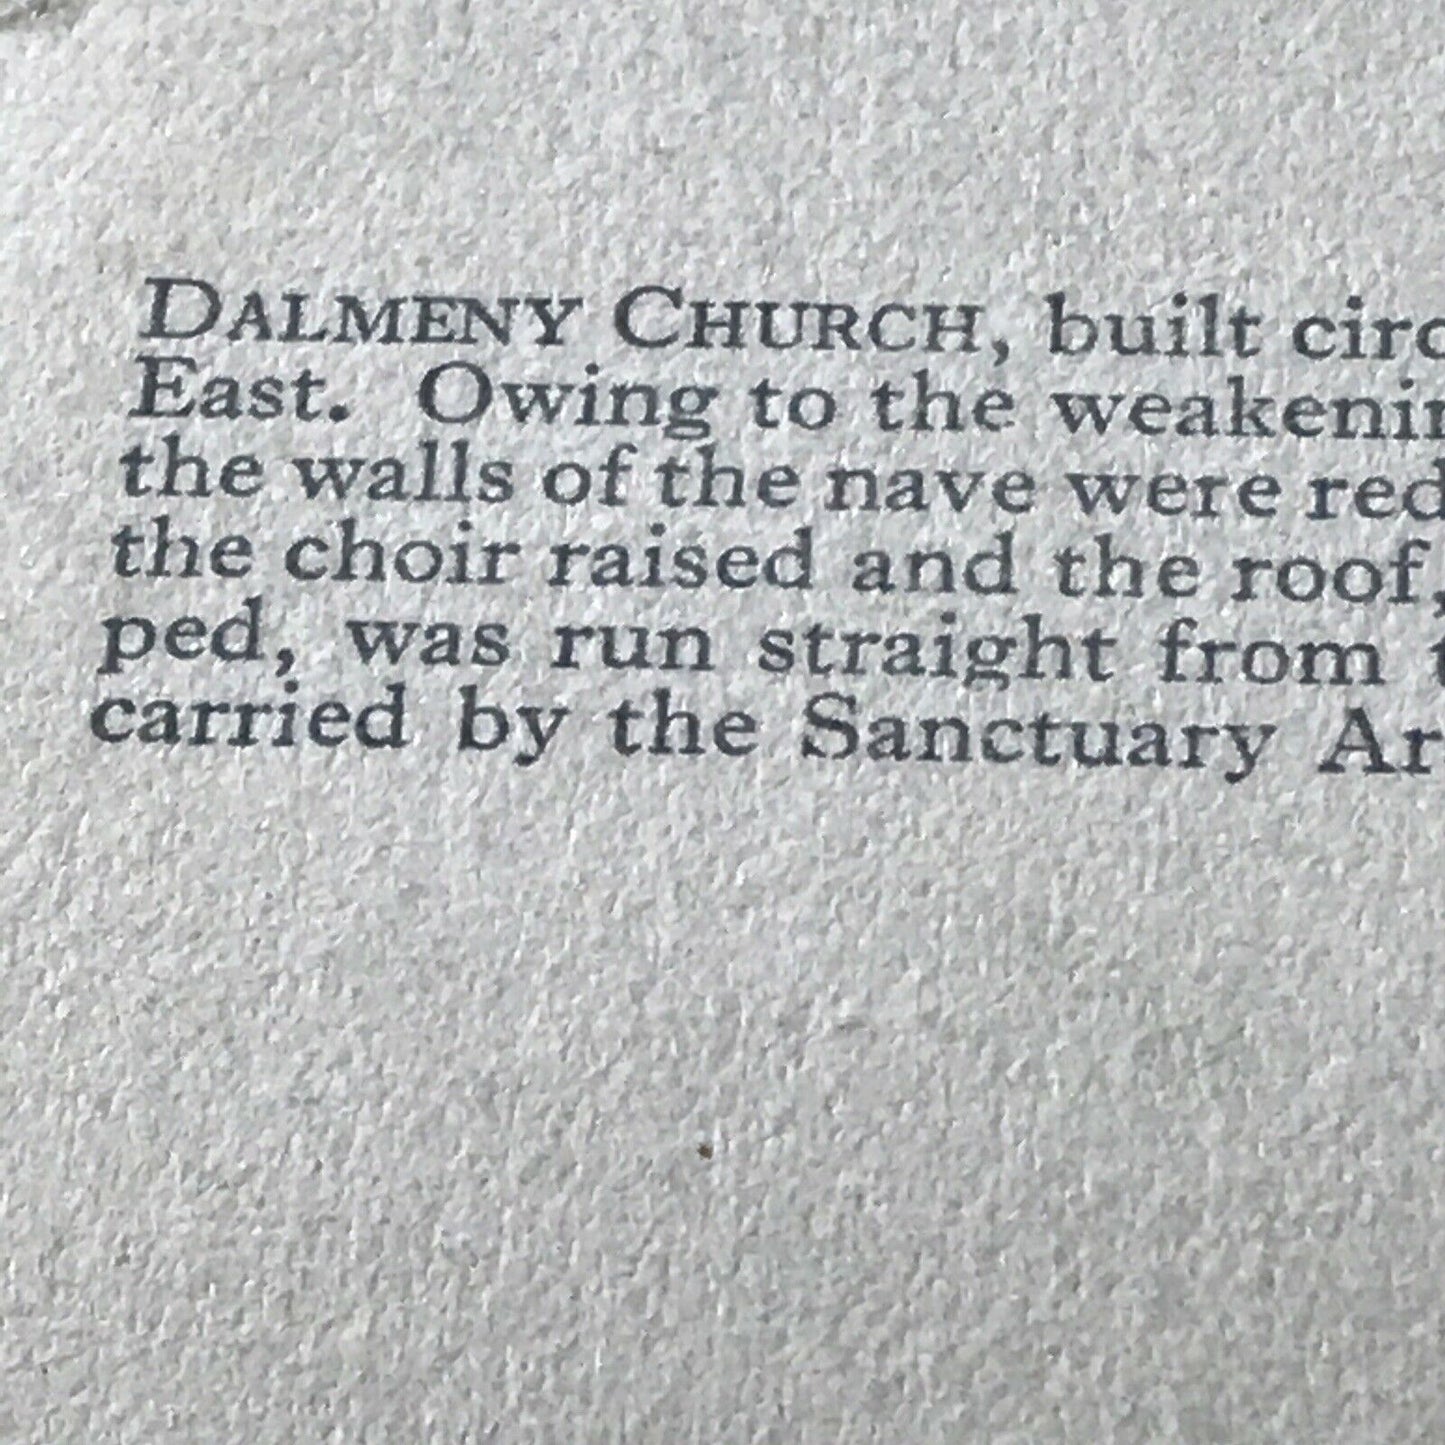 DALMENY CHURCH, built circ
East. Owing to the weakenin
the walls of the nave were red
the choir raised and the roof,
ped, was run straight from t
carried by the Sanctuary Ar